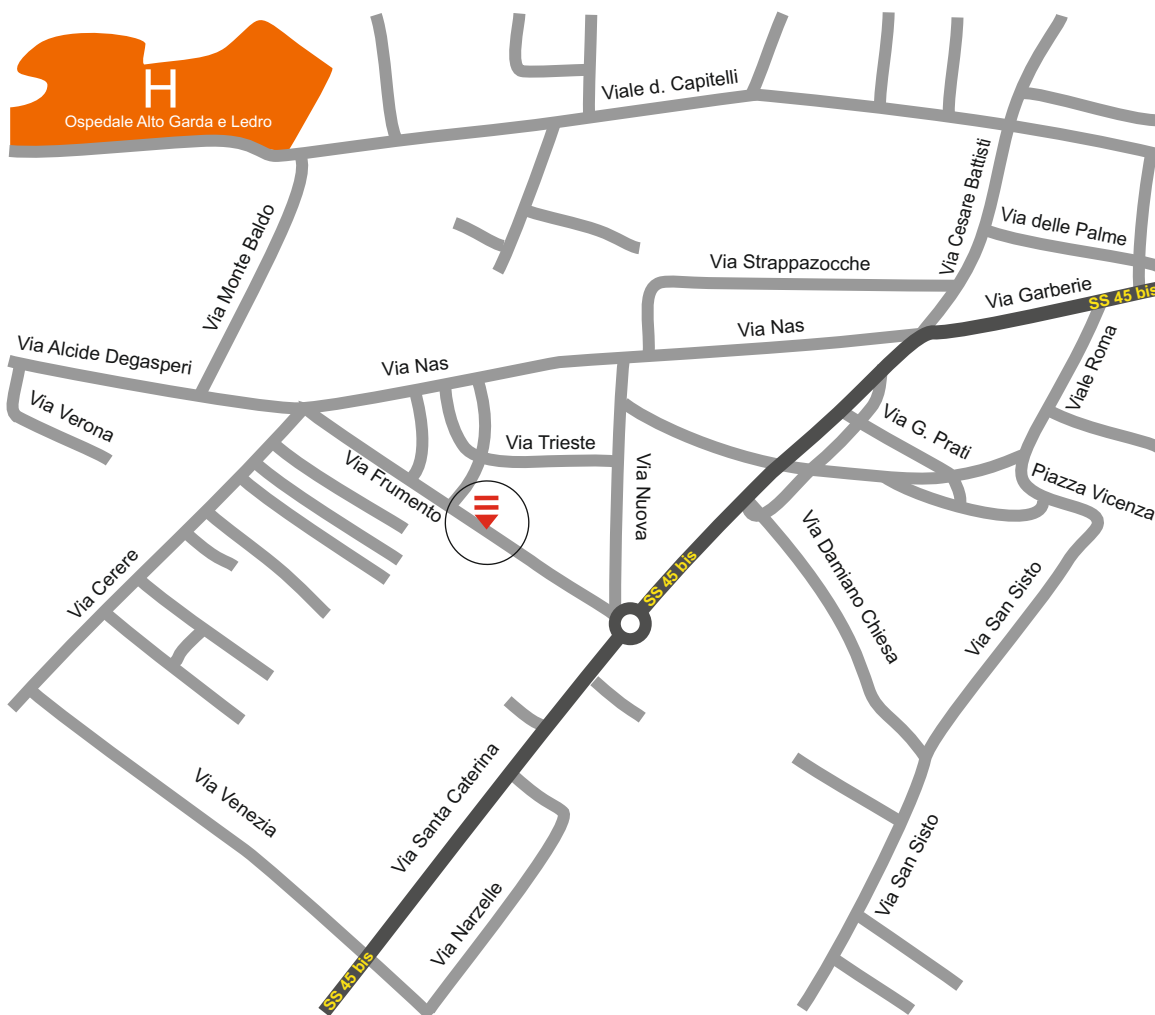 H
Ospedale Alto Garda e Ledro
Viale d. Capitelli
Via Cesare Battisti
Via delle Palme
Via Monte Baldo
Via Strappazocche
Via Garberie
SS 45 bis
Via Nas
Via Alcide Degasperi
Via Nas
Viale Roma
Via Verona
Via G. Prati
Via Trieste
Via Frumento
Via Nuova
Piazza Vicenza
Via Cerere
SS 45 bis
Via Damiano Chiesa
Via San Sisto
Via Venezia
Via Santa Caterina
Via San Sisto
Via Narzelle
SS 45 bis